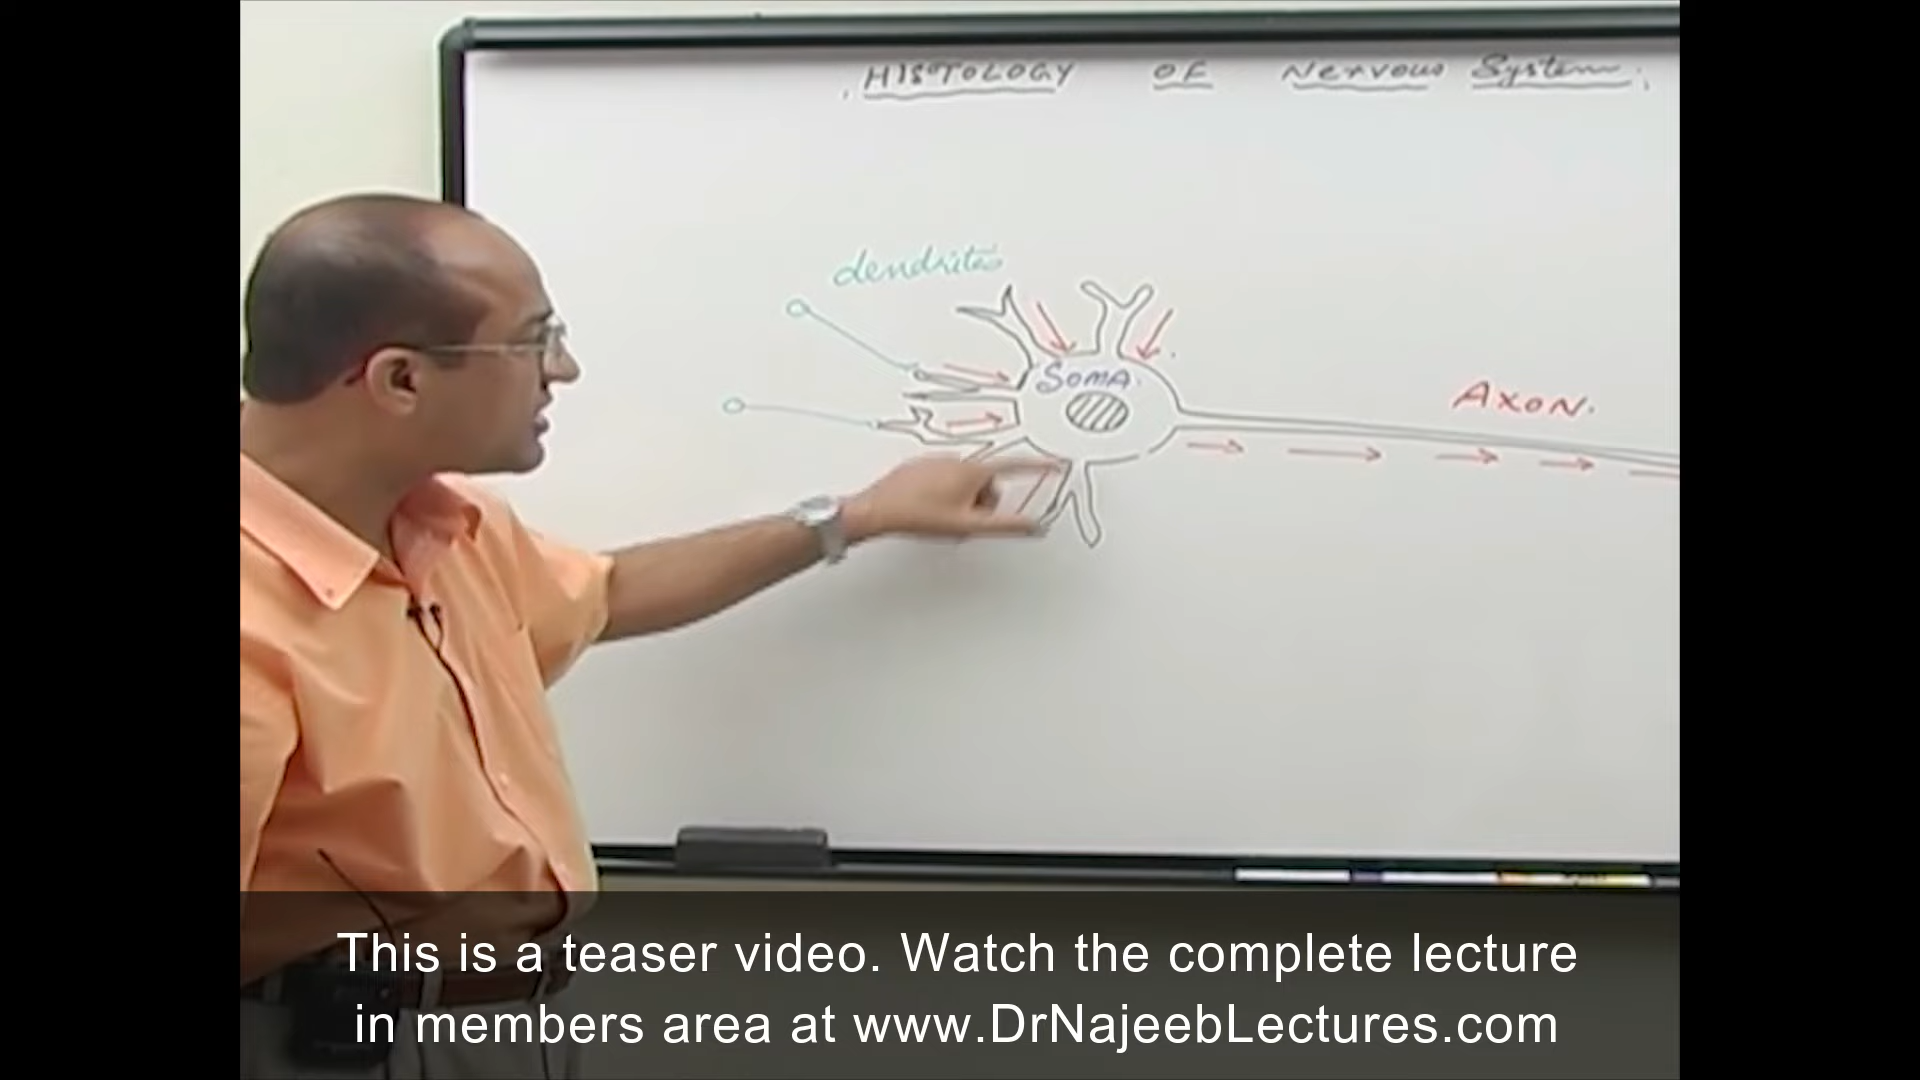 HISTOLOGY OF Nervous System.
dendrites
SOMA.
AXON.
This is a teaser video. Watch the complete lecture
in members area at www.DrNajeebLectures.com